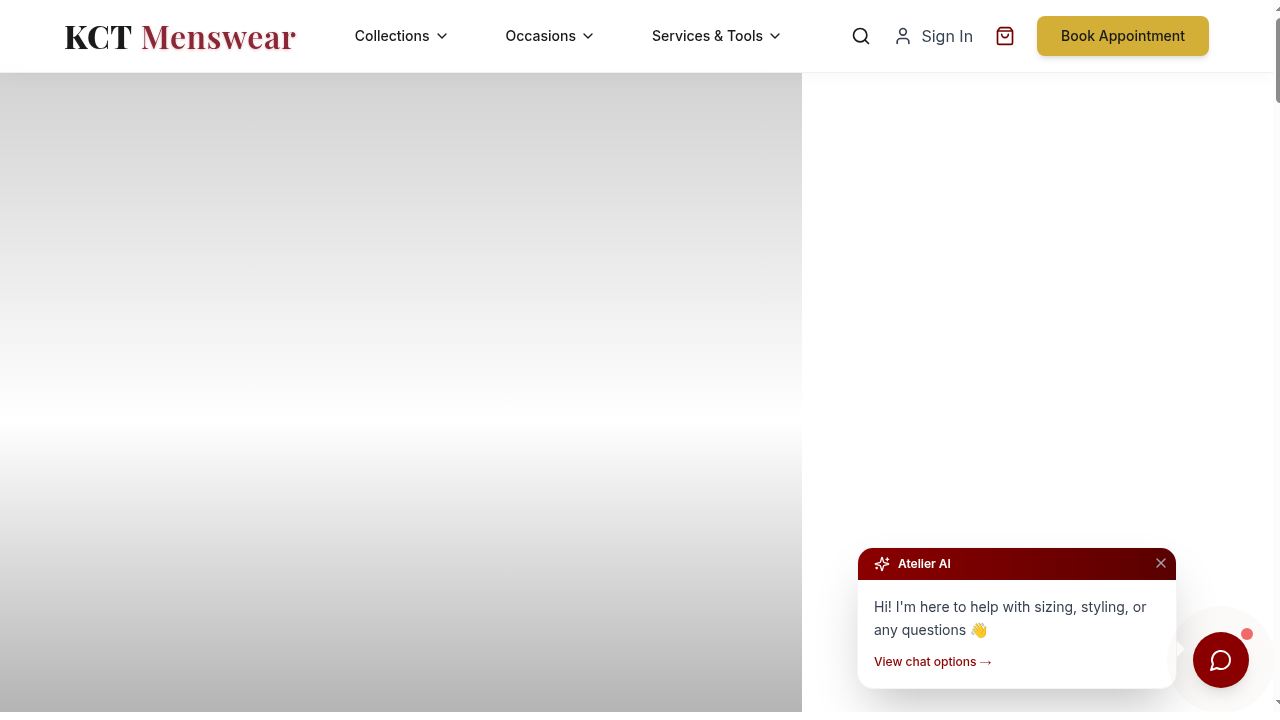 KCT Menswear
Collections
Occasions
Services & Tools
Sign In
Book Appointment
Atelier AI
Hi! I'm here to help with sizing, styling, or
any questions 👋
View chat options →